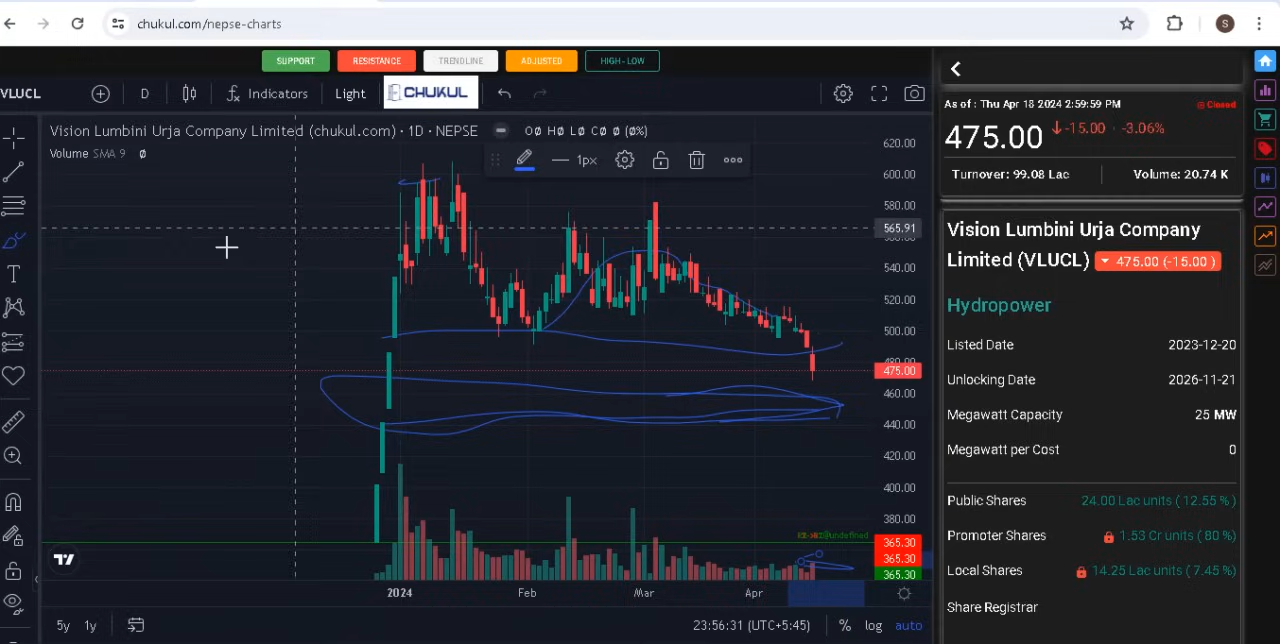 chukul.com/nepse-charts
S
SUPPORT
RESISTANCE
TRENDLINE
ADJUSTED
HIGH-LOW
VLUCL
D
Indicators
Light
CHUKUL
Vision Lumbini Urja Company Limited (chukul.com) · 1D · NEPSE
O∅ H∅ L∅ C∅ ∅ (∅%)
Volume SMA 9 ∅
1px
620.00
600.00
580.00
565.91
540.00
520.00
500.00
480.00
475.00
460.00
440.00
420.00
400.00
380.00
365.30
365.30
365.30
2024
Feb
Mar
Apr
5y
1y
23:56:31 (UTC+5:45)
%
log
auto
As of : Thu Apr 18 2024 2:59:59 PM
Closed
475.00
-15.00
-3.06%
Turnover: 99.08 Lac
Volume: 20.74 K
Vision Lumbini Urja Company
Limited (VLUCL)
475.00 (-15.00 )
Hydropower
Listed Date 2023-12-20
Unlocking Date 2026-11-21
Megawatt Capacity 25 MW
Megawatt per Cost 0
Public Shares 24.00 Lac units ( 12.55 % )
Promoter Shares 1.53 Cr units ( 80 %)
Local Shares 14.25 Lac units ( 7.45 %)
Share Registrar